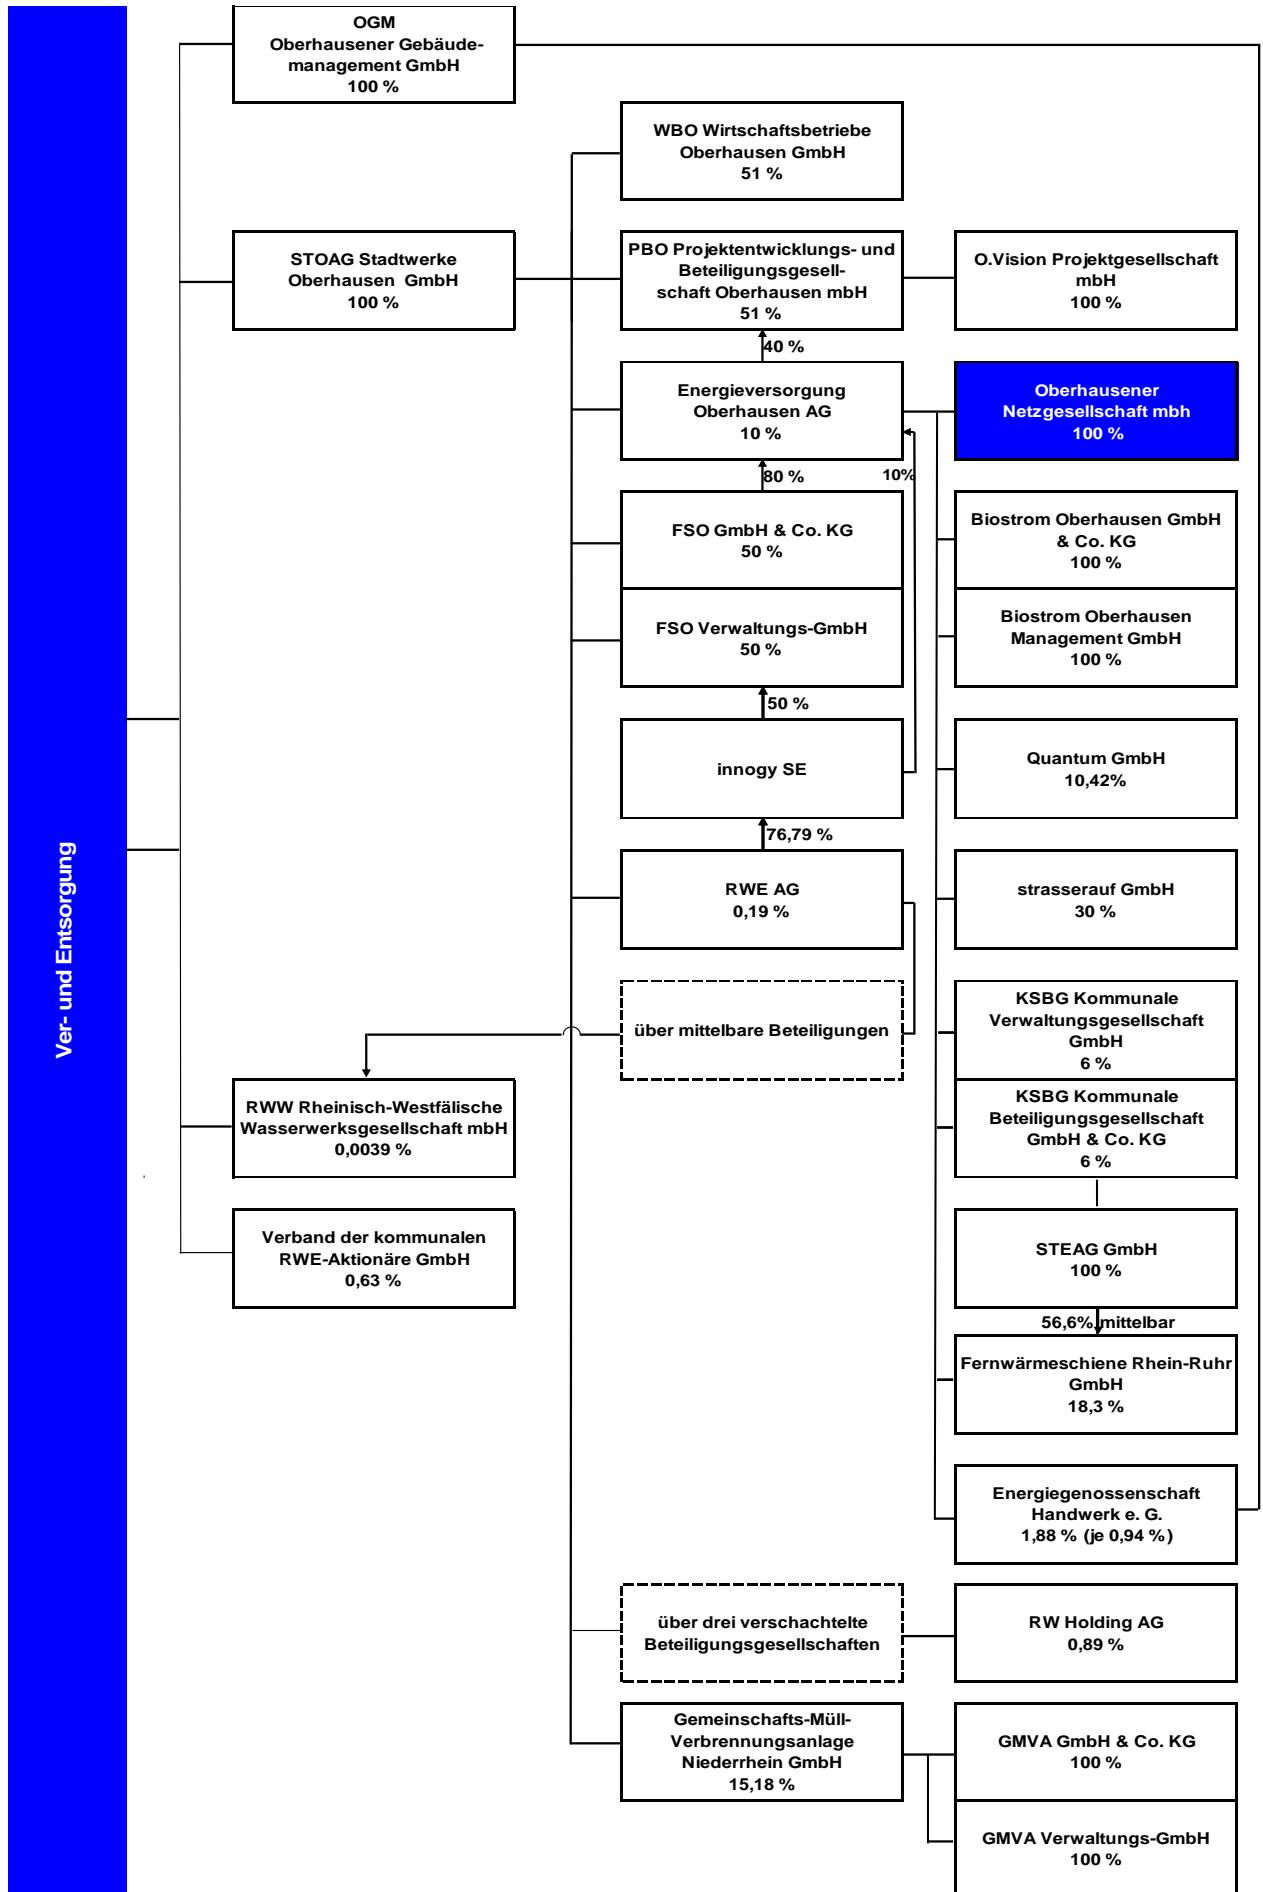 Ver- und Entsorgung
OGM
Oberhausener Gebäude-
management GmbH
100 %
WBO Wirtschaftsbetriebe
Oberhausen GmbH
51 %
STOAG Stadtwerke
Oberhausen GmbH
100 %
PBO Projektentwicklungs- und
Beteiligungsgesell-
schaft Oberhausen mbH
51 %
O.Vision Projektgesellschaft
mbH
100 %
40 %
Energieversorgung
Oberhausen AG
10 %
Oberhausener
Netzgesellschaft mbh
100 %
80 %
10%
FSO GmbH & Co. KG
50 %
Biostrom Oberhausen GmbH
& Co. KG
100 %
FSO Verwaltungs-GmbH
50 %
Biostrom Oberhausen
Management GmbH
100 %
50 %
innogy SE
Quantum GmbH
10,42%
76,79 %
RWE AG
0,19 %
strasserauf GmbH
30 %
über mittelbare Beteiligungen
KSBG Kommunale
Verwaltungsgesellschaft
GmbH
6 %
RWW Rheinisch-Westfälische
Wasserwerksgesellschaft mbH
0,0039 %
KSBG Kommunale
Beteiligungsgesellschaft
GmbH & Co. KG
6 %
Verband der kommunalen
RWE-Aktionäre GmbH
0,63 %
STEAG GmbH
100 %
56,6% mittelbar
Fernwärmeschiene Rhein-Ruhr
GmbH
18,3 %
Energiegenossenschaft
Handwerk e. G.
1,88 % (je 0,94 %)
über drei verschachtelte
Beteiligungsgesellschaften
RW Holding AG
0,89 %
Gemeinschafts-Müll-
Verbrennungsanlage
Niederrhein GmbH
15,18 %
GMVA GmbH & Co. KG
100 %
GMVA Verwaltungs-GmbH
100 %